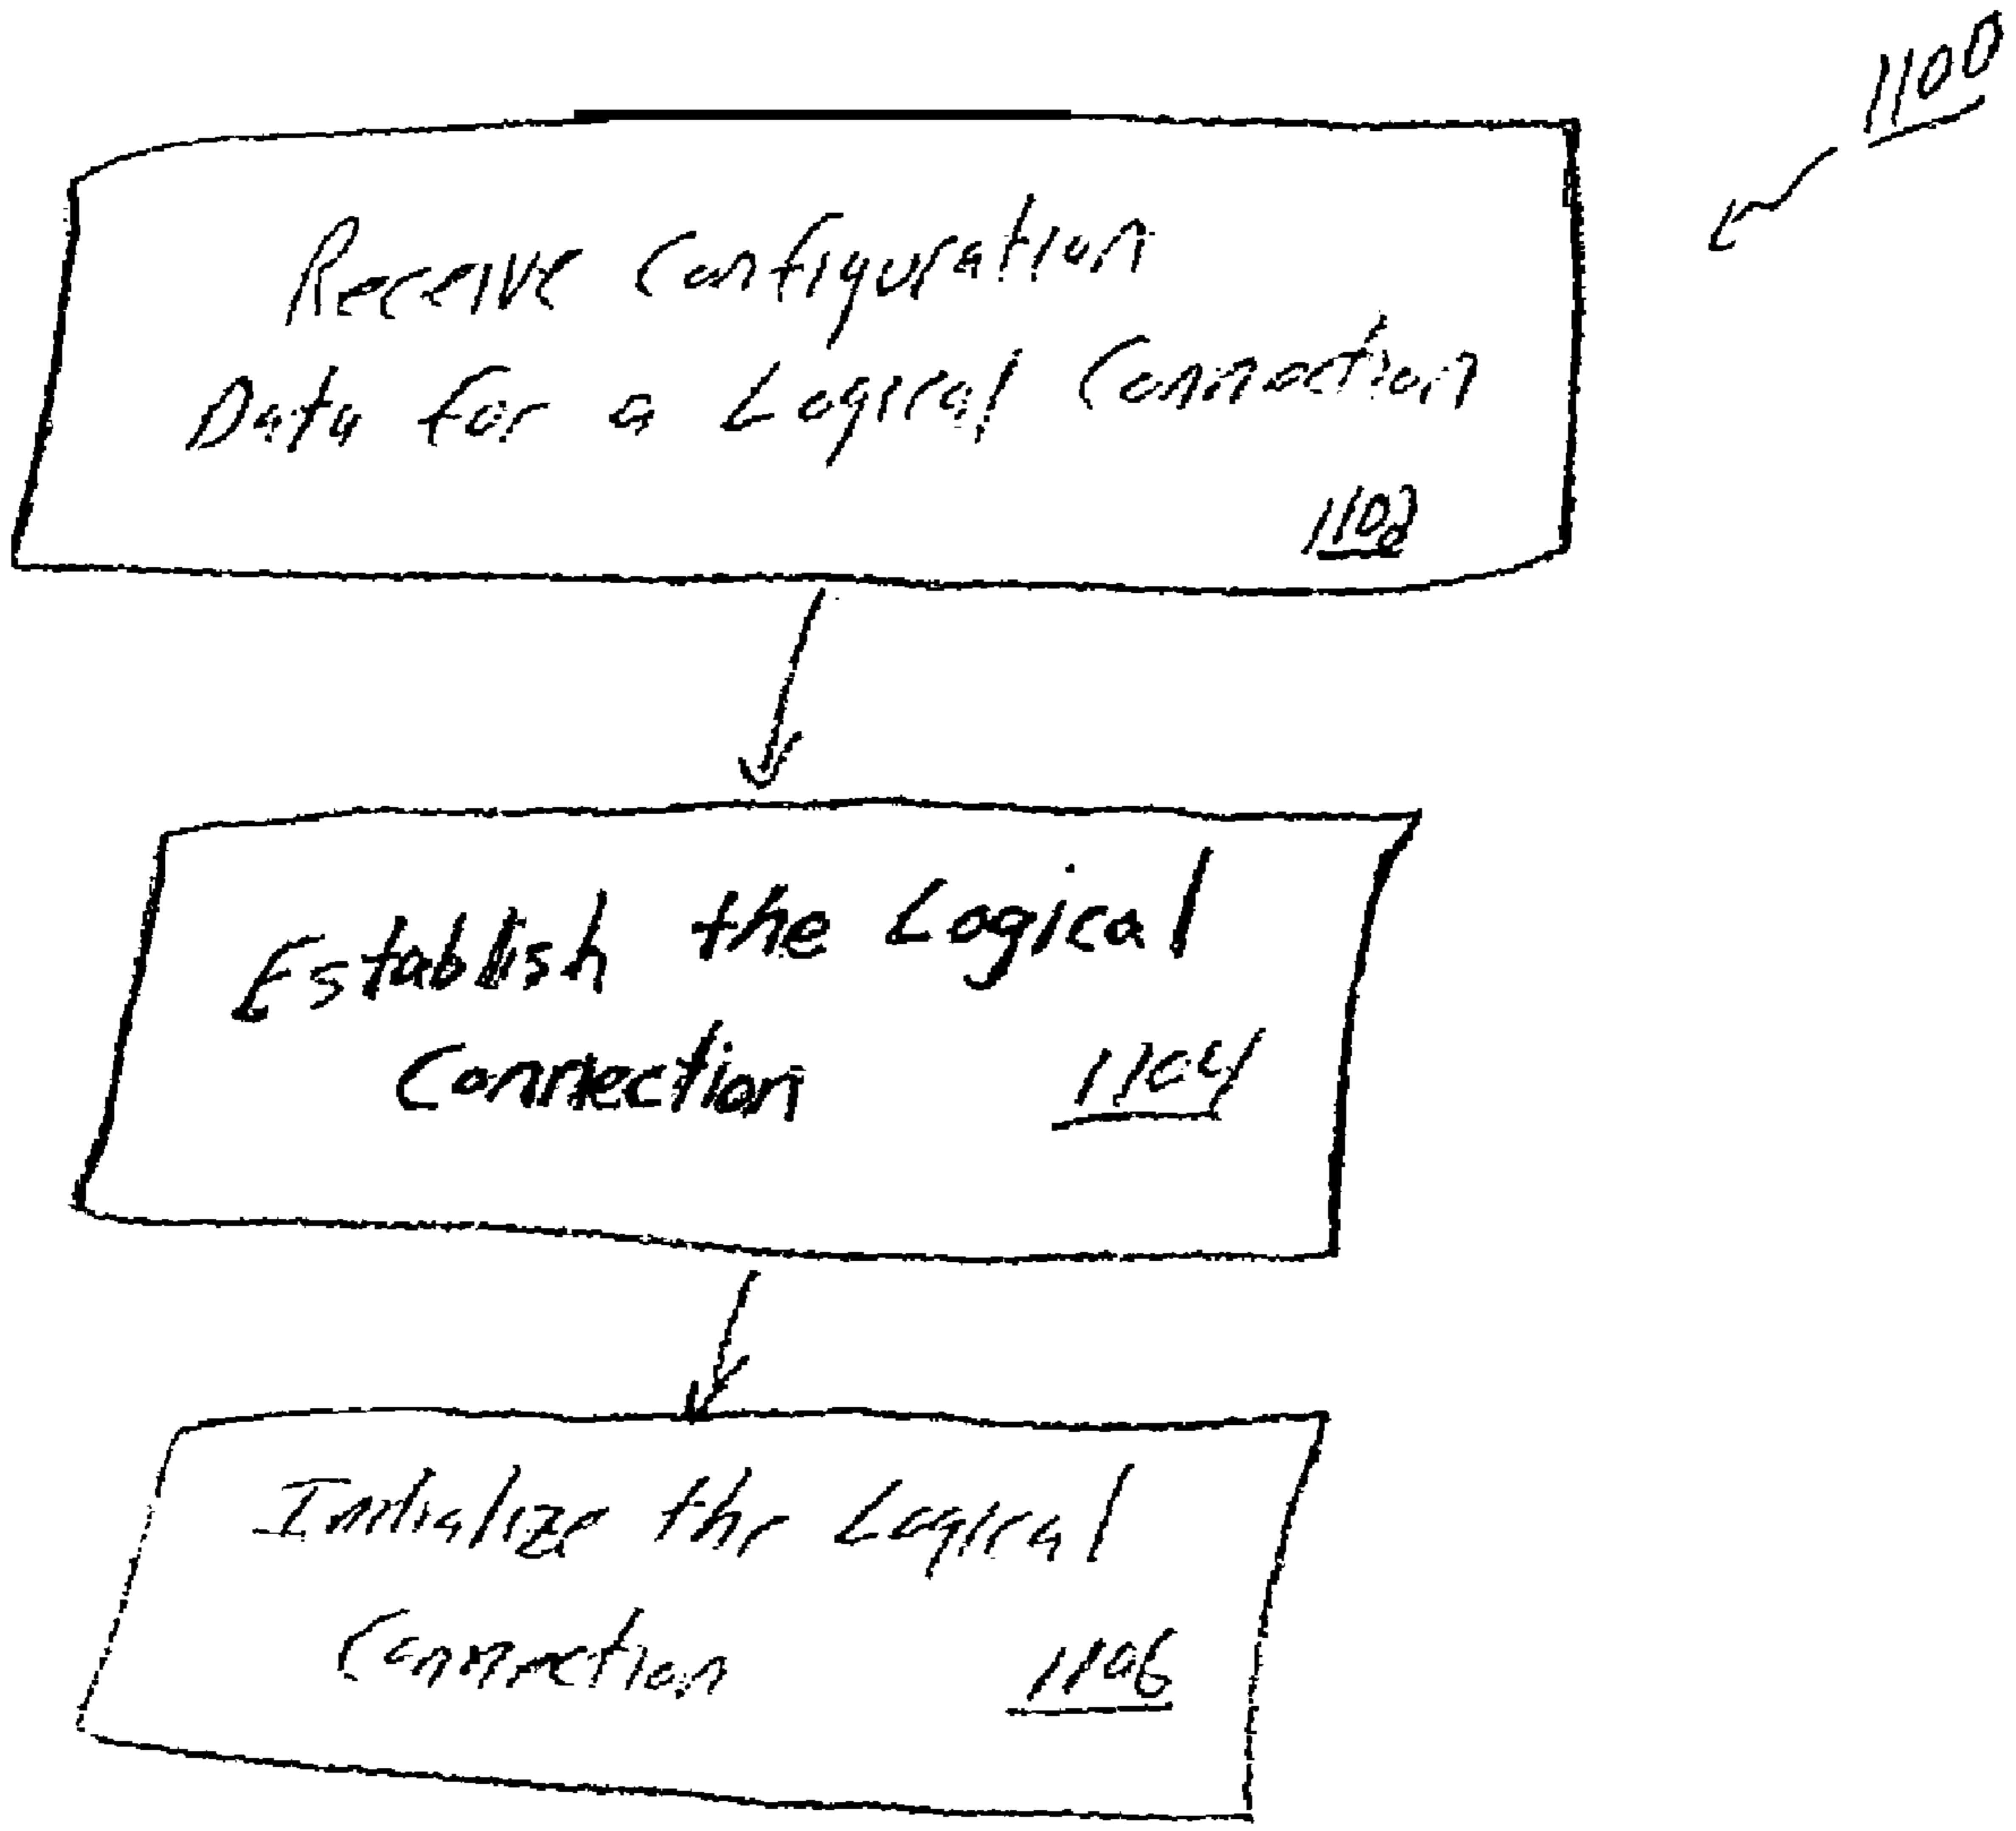 1100
Receive Configuration
Data for a Logical Connection
1102
Establish the Logical
Connection 1104
Initialize the Logical
Connection 1106